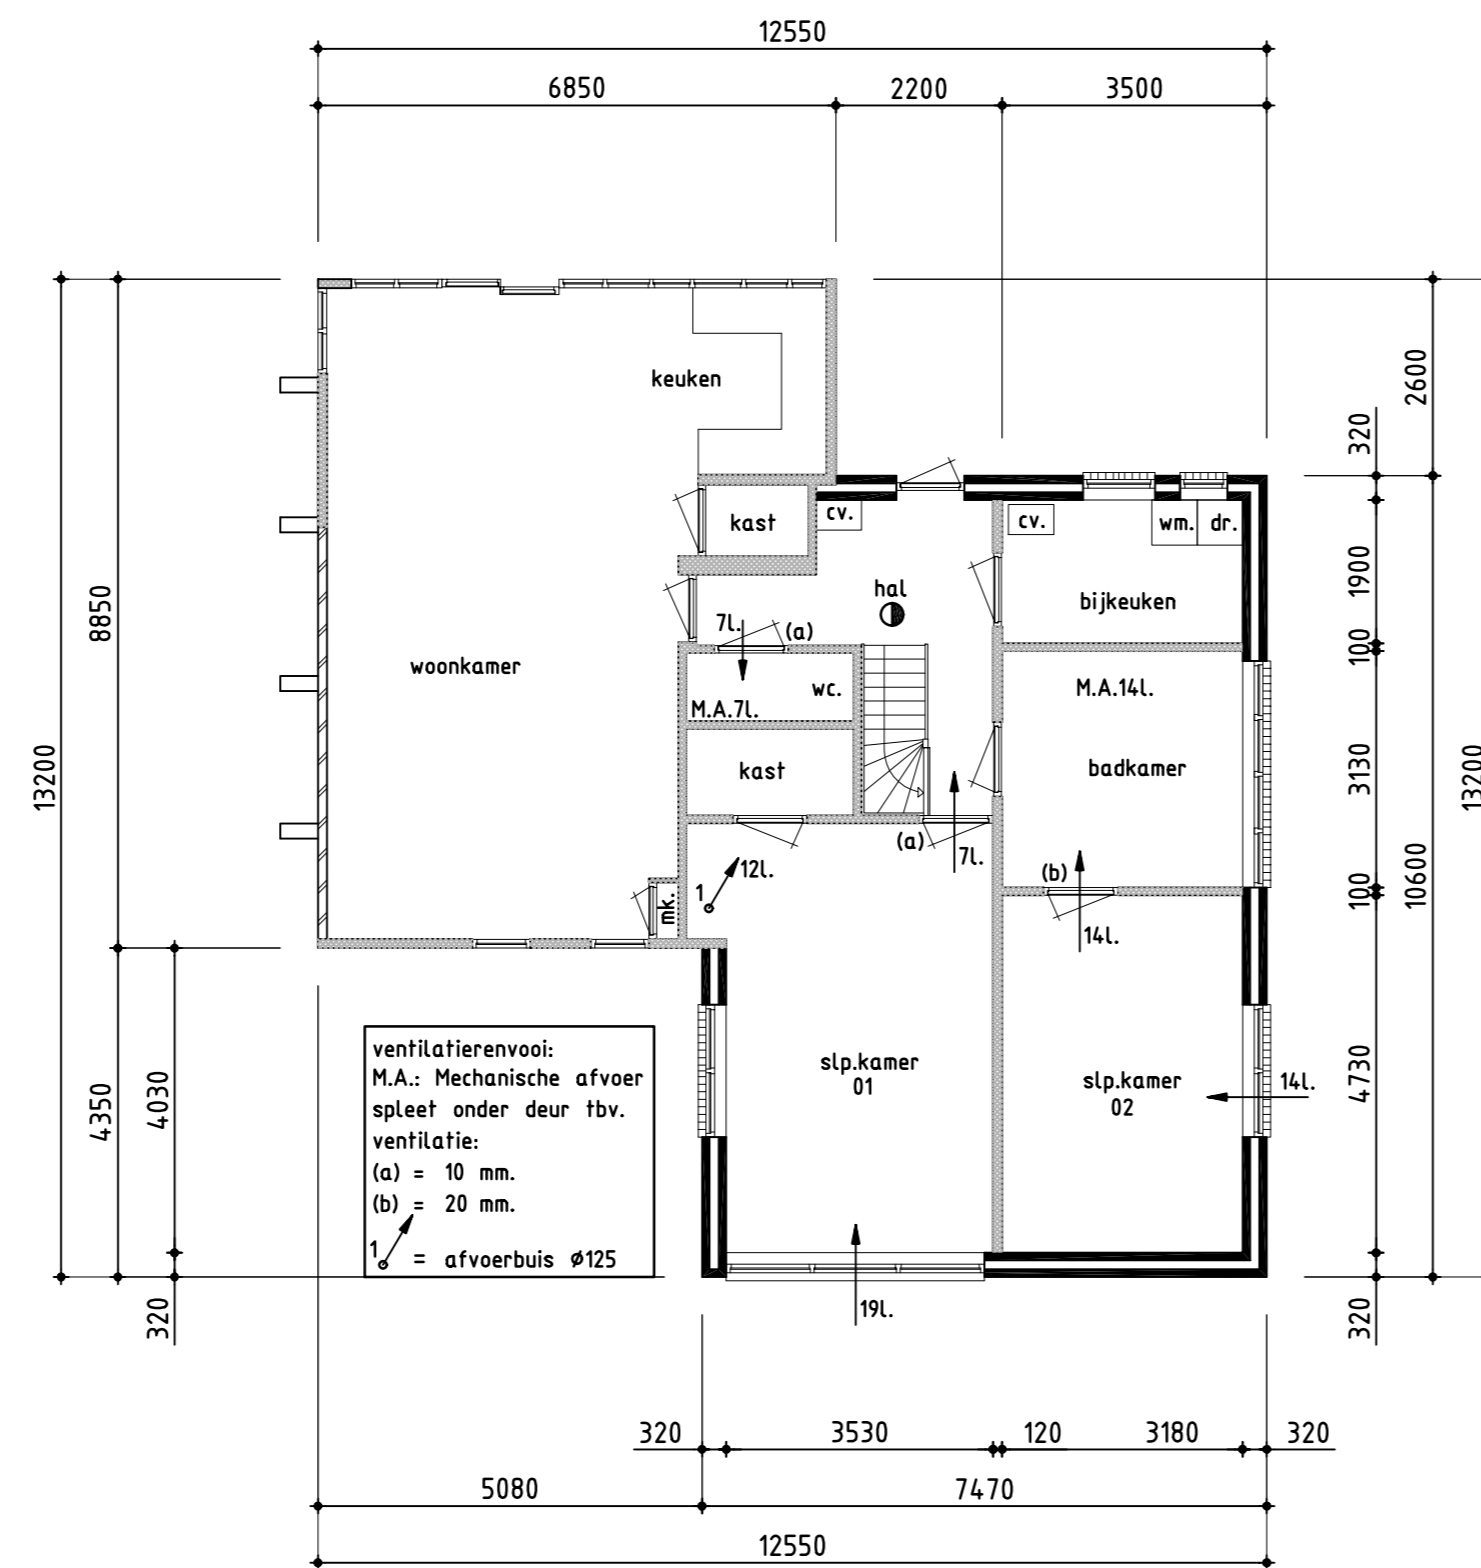 12550
6850 2200 3500
keuken
2600
320
kast
cv.
cv.
wm. dr.
hal
1900
bijkeuken
8850
7l. (a)
100
woonkamer
wc.
M.A.7l.
M.A.14l.
13200
kast
badkamer
3130
13200
(a)
7l.
12l.
1
mk.
(b)
14l.
100
10600
slp.kamer
01
slp.kamer
02
14l.
4730
4350
4030
ventilatierenvooi:
M.A.: Mechanische afvoer
spleet onder deur tbv.
ventilatie:
(a) = 10 mm.
(b) = 20 mm.
1 = afvoerbuis ø125
320
19l.
320
320 3530 120 3180 320
5080 7470
12550